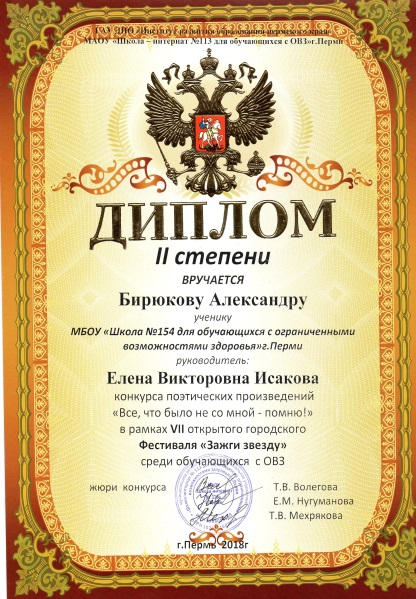 ГАУ ДПО «Институт развития образования пермского края»
МАОУ «Школа – интернат №113 для обучающихся с ОВЗ»г.Перми
ДИПЛОМ
II степени
ВРУЧАЕТСЯ
Бирюкову Александру
ученику
МБОУ «Школа №154 для обучающихся с ограниченными
возможностями здоровья»г.Перми
руководитель:
Елена Викторовна Исакова
конкурса поэтических произведений
«Все, что было не со мной - помню!»
в рамках VII открытого городского
Фестиваля «Зажги звезду»
среди обучающихся с ОВЗ
жюри конкурса
Т.В. Волегова
Е.М. Нугуманова
Т.В. Мехрякова
г.Пермь 2018г